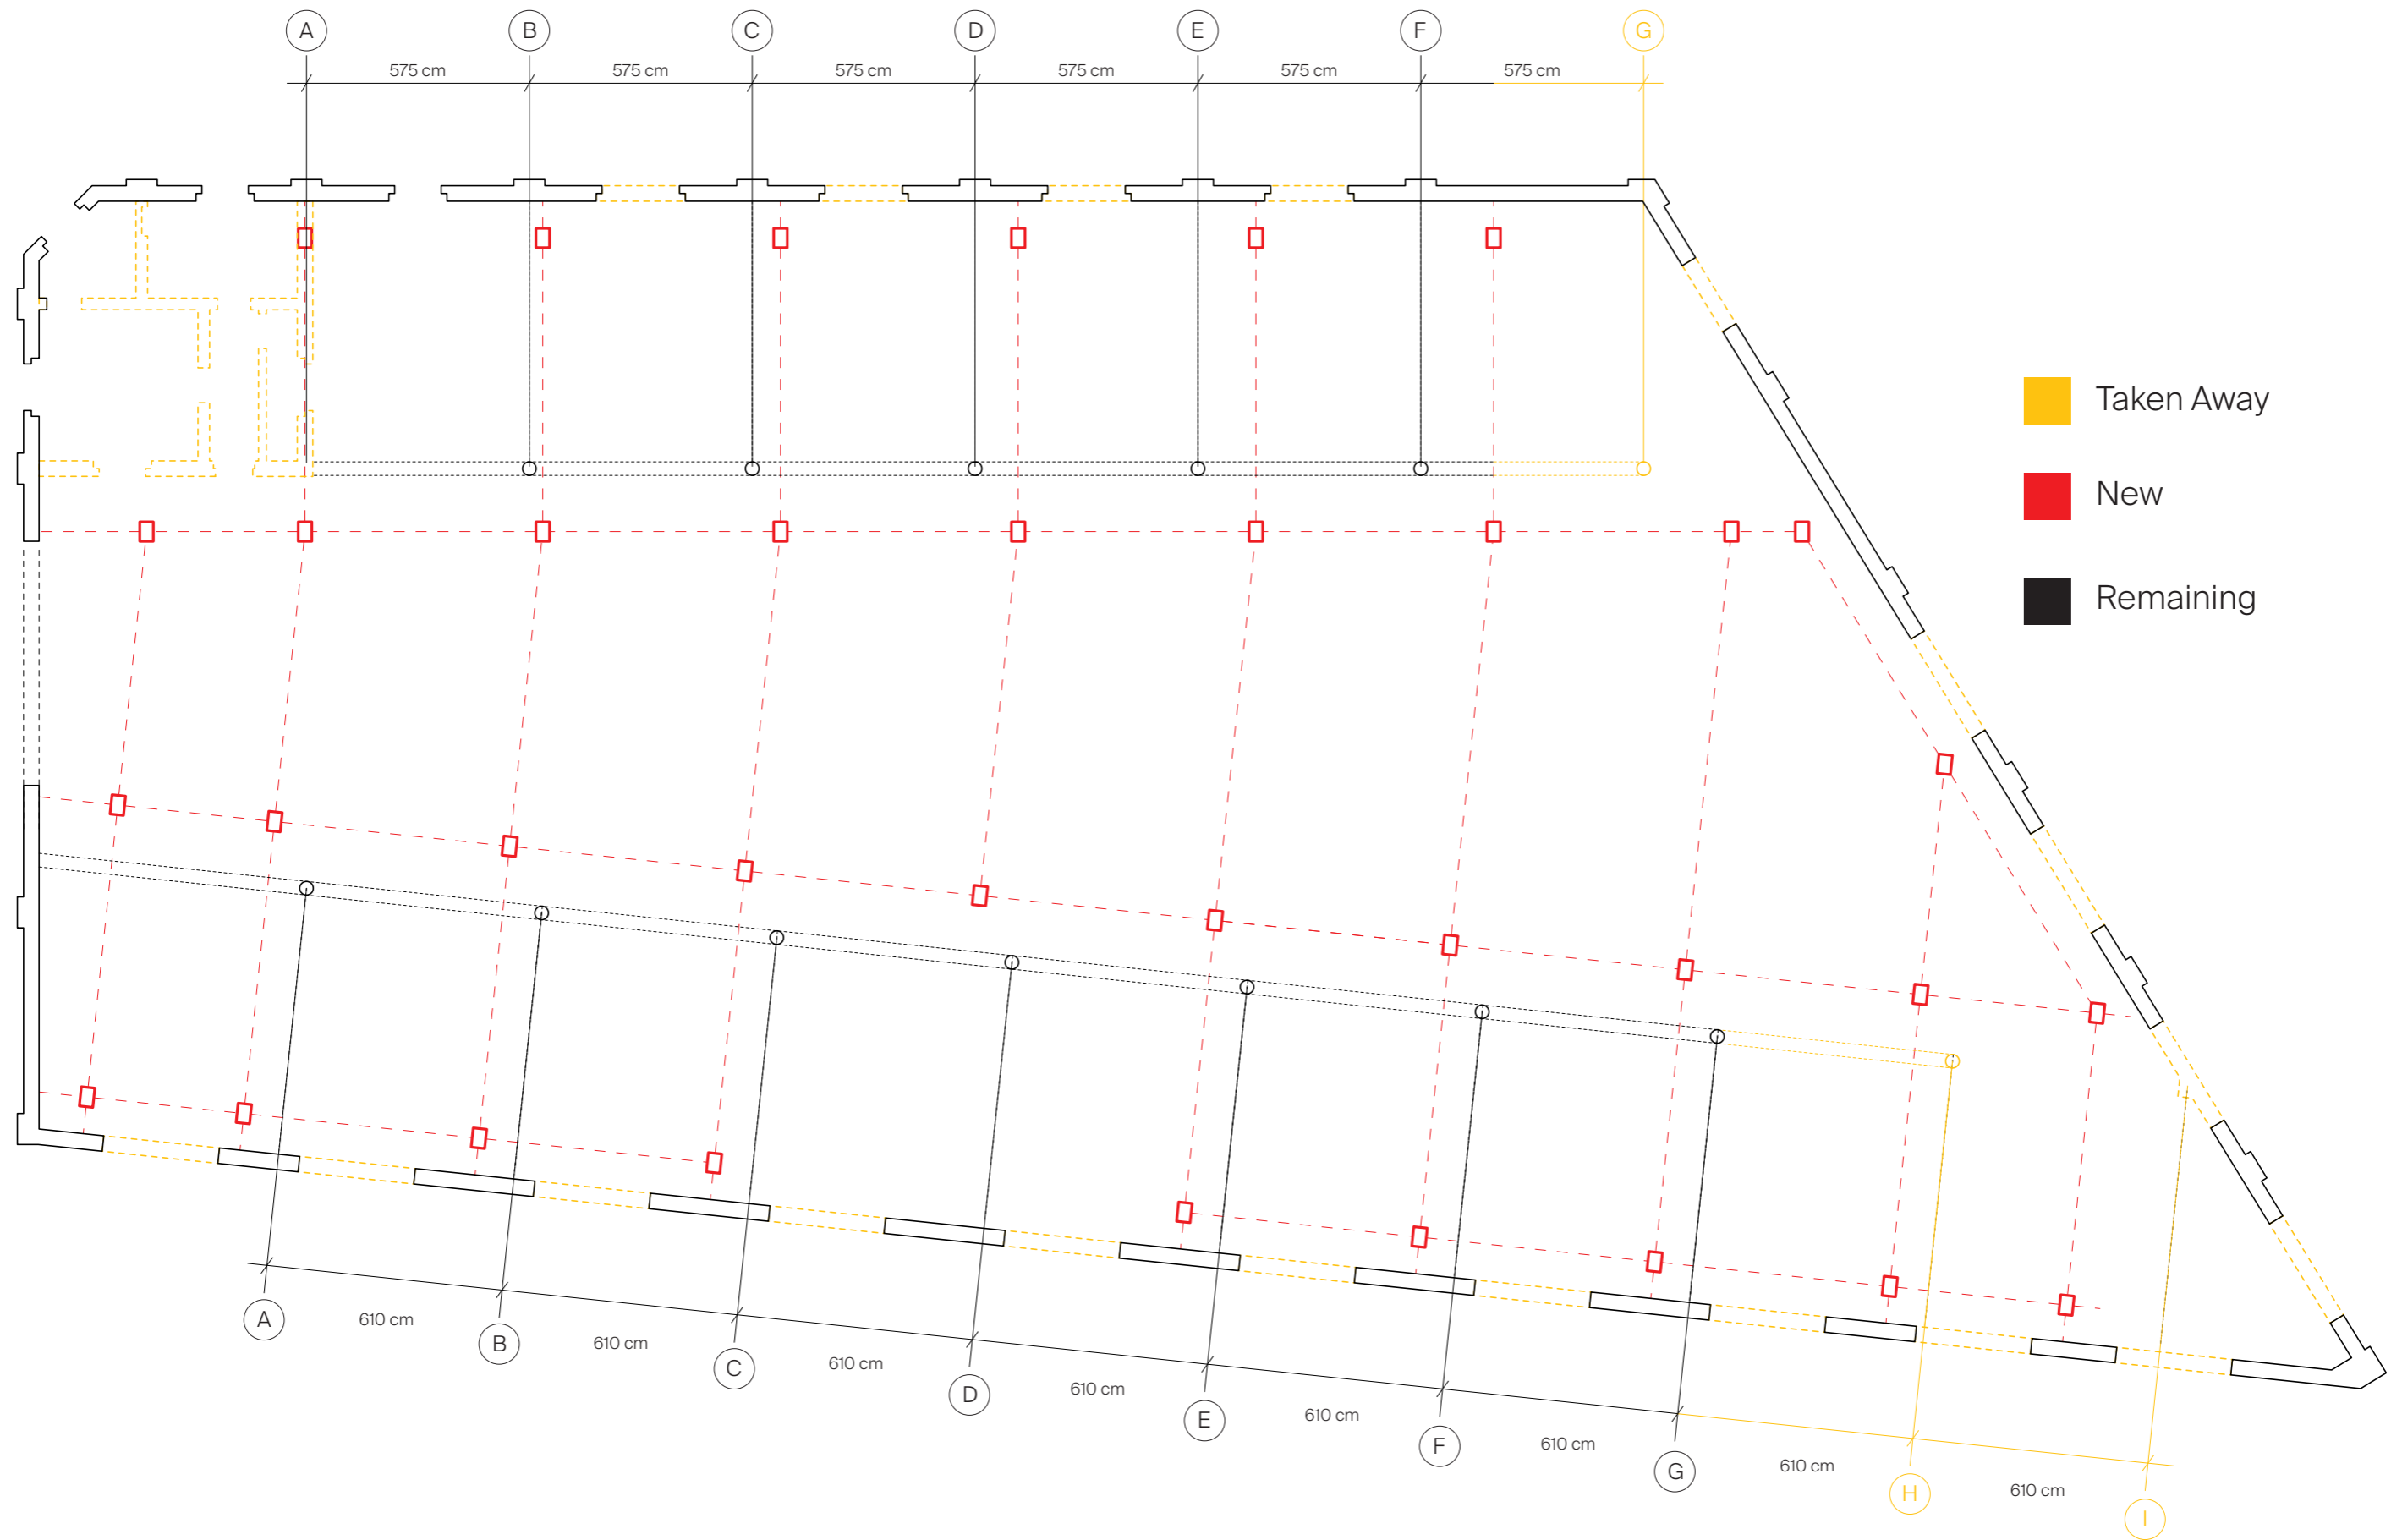 A B C D E F G
575 cm 575 cm 575 cm 575 cm 575 cm 575 cm
Taken Away
New
Remaining
A B C D E F G H I
610 cm 610 cm 610 cm 610 cm 610 cm 610 cm 610 cm 610 cm